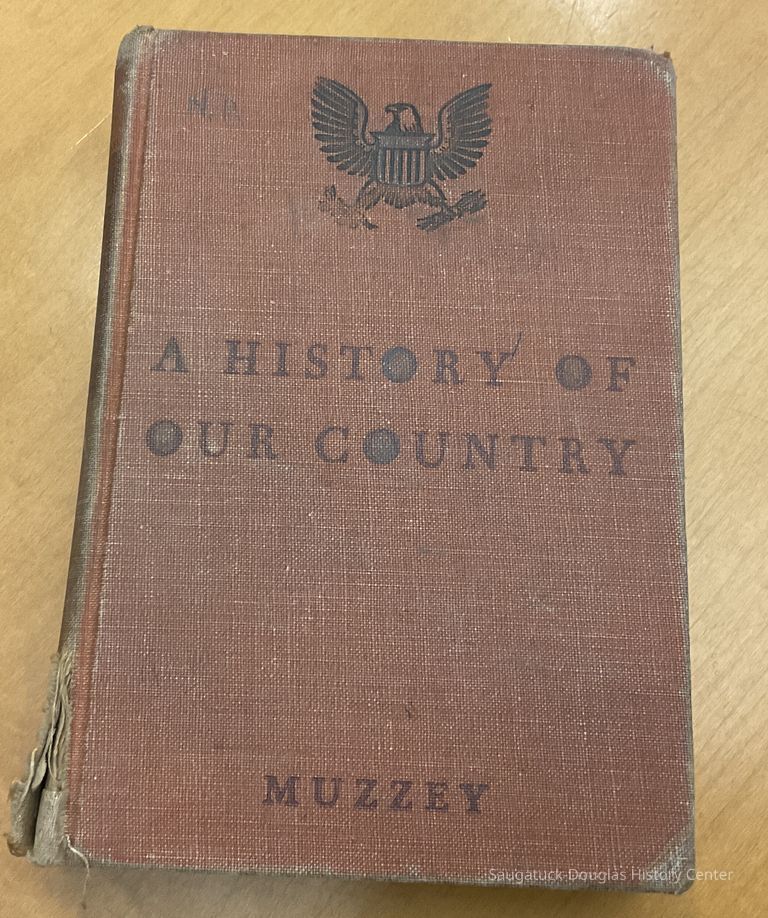 N.D.
A HISTORY OF
OUR COUNTRY
MUZZEY
Saugatuck-Douglas History Center